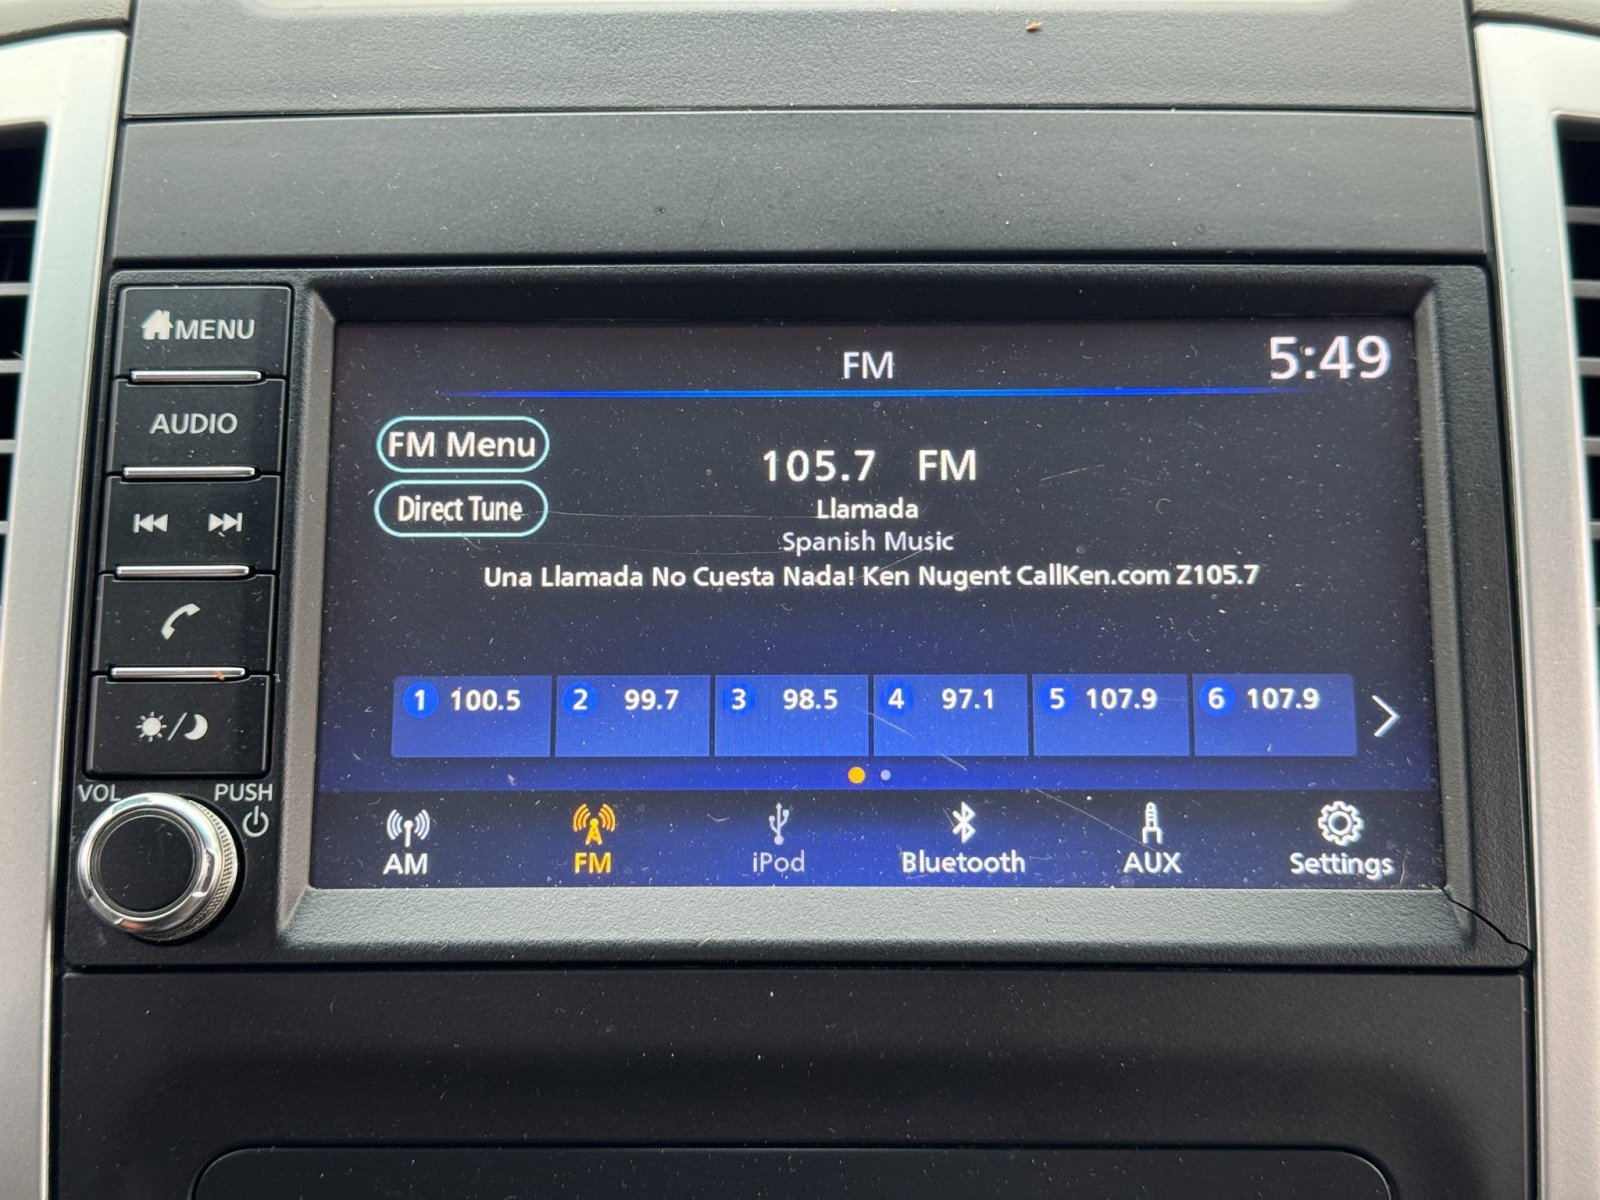 MENU
AUDIO
VOL
PUSH
FM
5:49
FM Menu
Direct Tune
105.7 FM
Llamada
Spanish Music
Una Llamada No Cuesta Nada! Ken Nugent CallKen.com Z105.7
1 100.5
2 99.7
3 98.5
4 97.1
5 107.9
6 107.9
AM
FM
iPod
Bluetooth
AUX
Settings